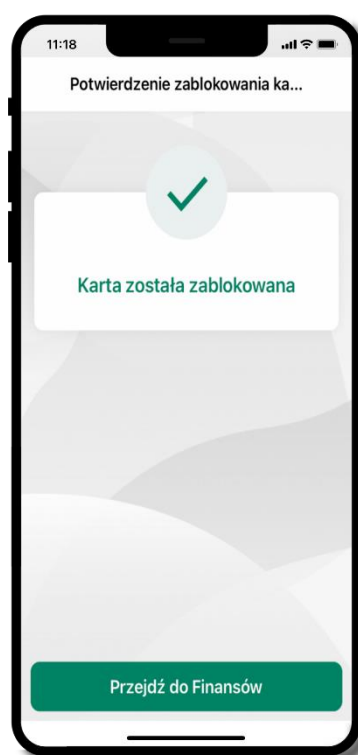 11:18
Potwierdzenie zablokowania ka...
Karta została zablokowana
Przejdź do Finansów